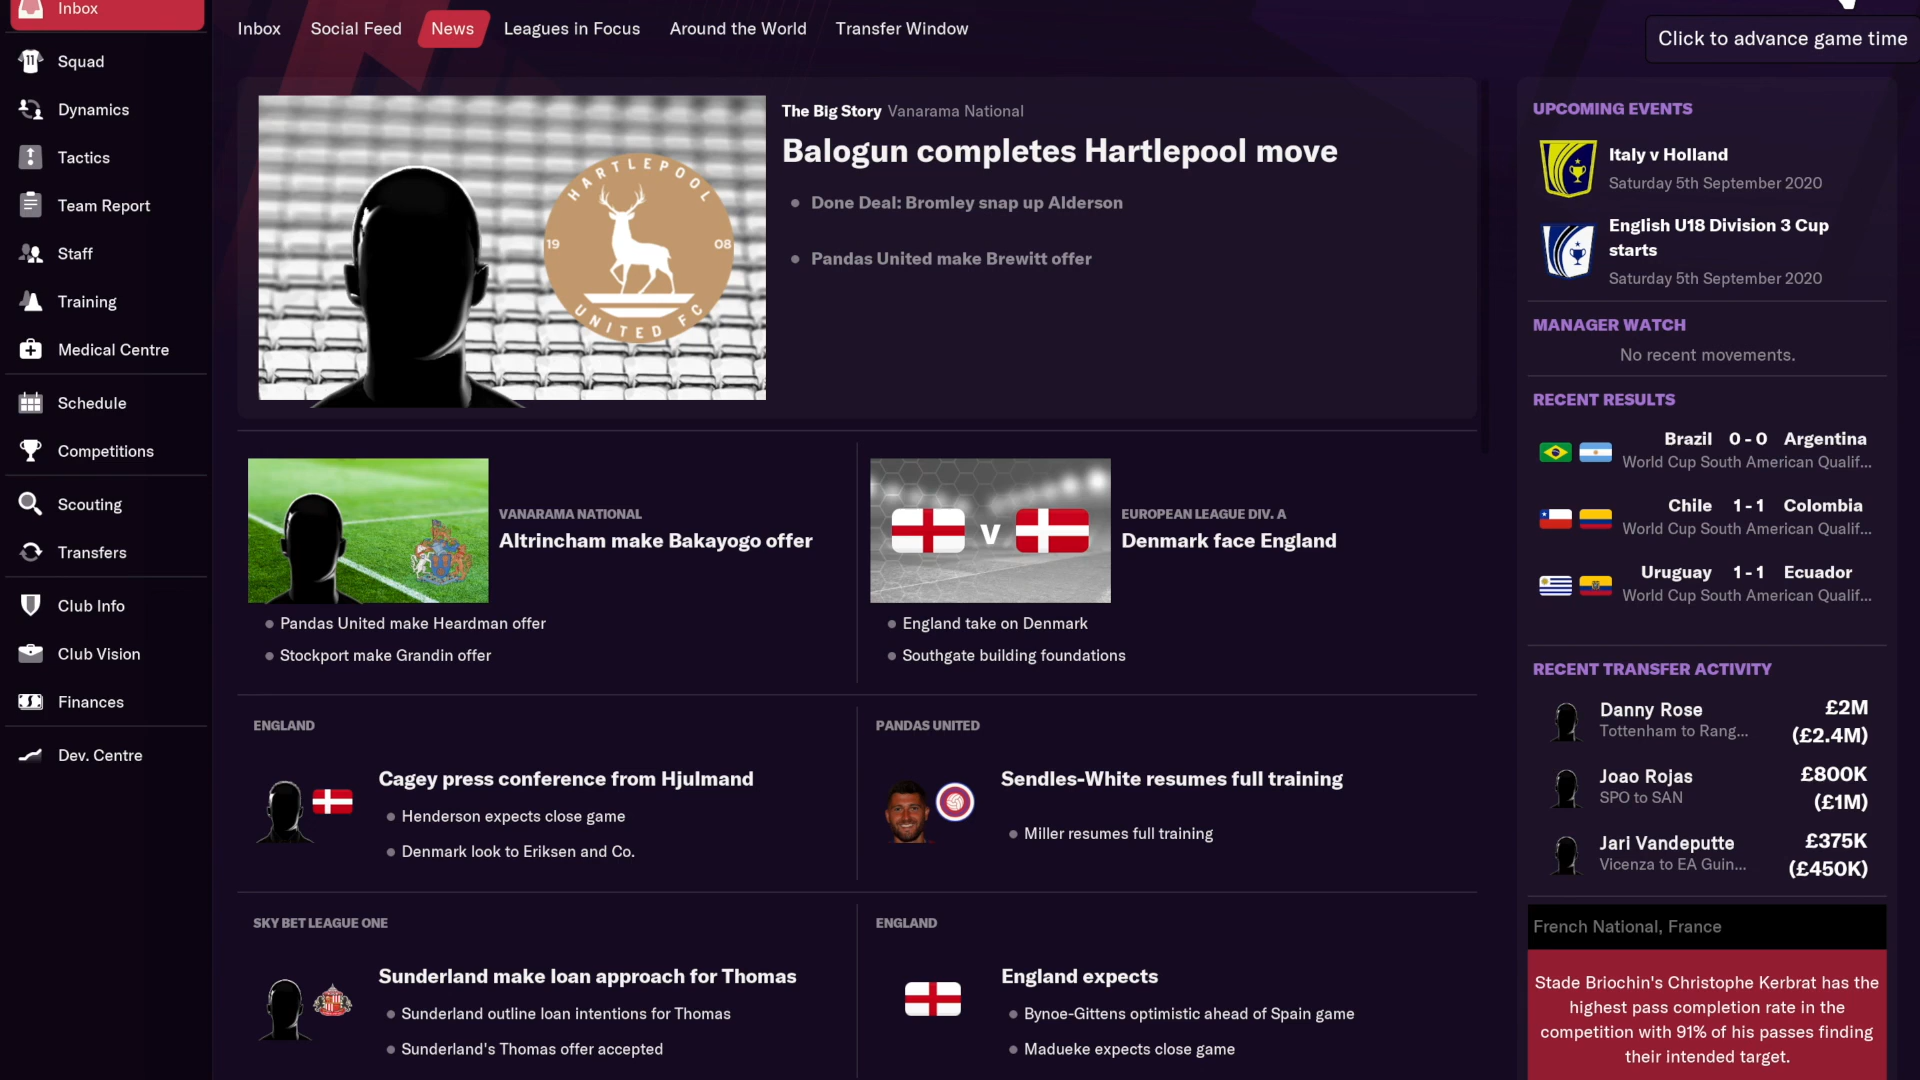 Inbox
Squad
Dynamics
Tactics
Team Report
Staff
Training
Medical Centre
Schedule
Competitions
Scouting
Transfers
Club Info
Club Vision
Finances
Dev. Centre
Inbox
Social Feed
News
Leagues in Focus
Around the World
Transfer Window
Click to advance game time
HARTLEPOOL
19 08
UNITED FC
The Big Story Vanarama National
Balogun completes Hartlepool move
Done Deal: Bromley snap up Alderson
Pandas United make Brewitt offer
VANARAMA NATIONAL
Altrincham make Bakayogo offer
Pandas United make Heardman offer
Stockport make Grandin offer
V
EUROPEAN LEAGUE DIV. A
Denmark face England
England take on Denmark
Southgate building foundations
ENGLAND
Cagey press conference from Hjulmand
Henderson expects close game
Denmark look to Eriksen and Co.
PANDAS UNITED
Sendles-White resumes full training
Miller resumes full training
SKY BET LEAGUE ONE
Sunderland make loan approach for Thomas
Sunderland outline loan intentions for Thomas
Sunderland's Thomas offer accepted
ENGLAND
England expects
Bynoe-Gittens optimistic ahead of Spain game
Madueke expects close game
UPCOMING EVENTS
Italy v Holland
Saturday 5th September 2020
English U18 Division 3 Cup
starts
Saturday 5th September 2020
MANAGER WATCH
No recent movements.
RECENT RESULTS
Brazil 0 - 0 Argentina
World Cup South American Qualif...
Chile 1 - 1 Colombia
World Cup South American Qualif...
Uruguay 1 - 1 Ecuador
World Cup South American Qualif...
RECENT TRANSFER ACTIVITY
Danny Rose £2M
Tottenham to Rang... (£2.4M)
Joao Rojas £800K
SPO to SAN (£1M)
Jari Vandeputte £375K
Vicenza to EA Guin... (£450K)
French National, France
Stade Briochin's Christophe Kerbrat has the
highest pass completion rate in the
competition with 91% of his passes finding
their intended target.